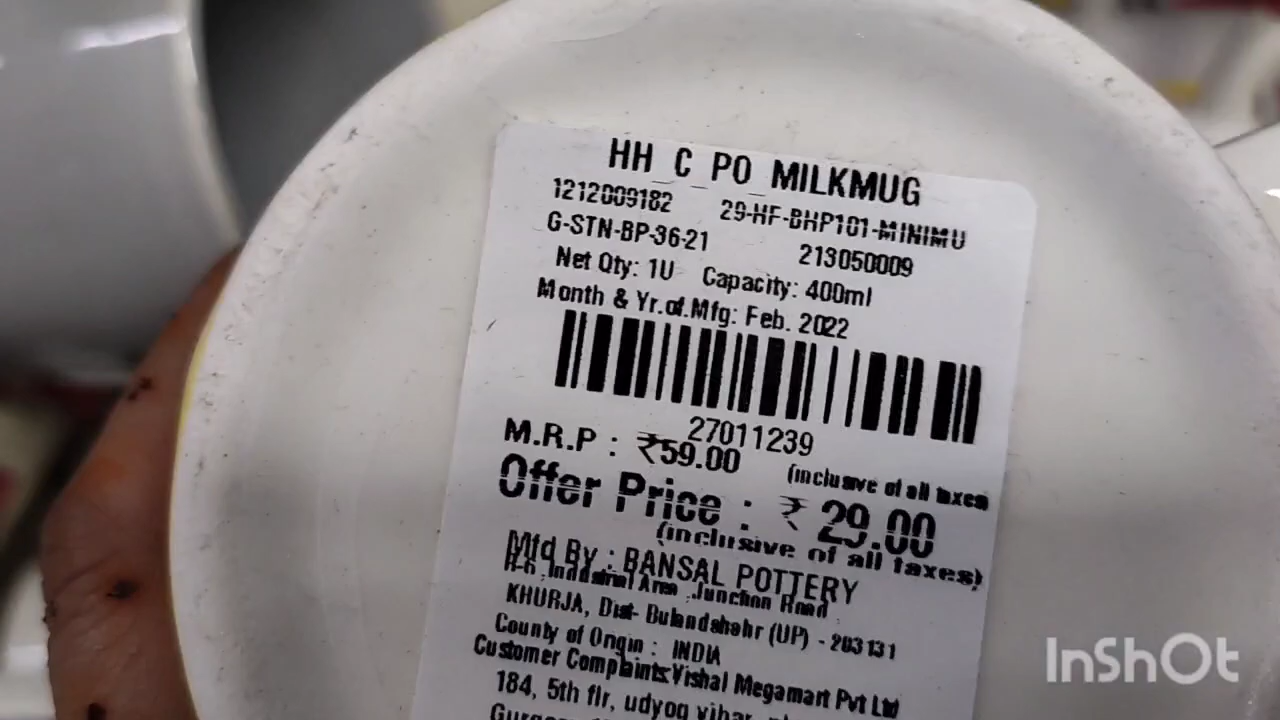 HH_C_PO_MILKMUG
1212009182 29-HF-BHP101-MINIMU
G-STN-BP-36-21 213050009
Net Qty: 1U Capacity: 400ml
Month & Yr.of.Mfg: Feb. 2022
27011239
M.R.P : ₹59.00 (inclusive of all taxes
Offer Price : ₹ 29.00
(inclusive of all taxes)
Mfd By : BANSAL POTTERY
Industrial Area ,Junction Road
KHURJA, Dist- Bulandshahr (UP) - 203131
County of Origin : INDIA
Customer Complaints:Vishal Megamart Pvt Ltd
184, 5th flr, udyog vihar,
InShOt